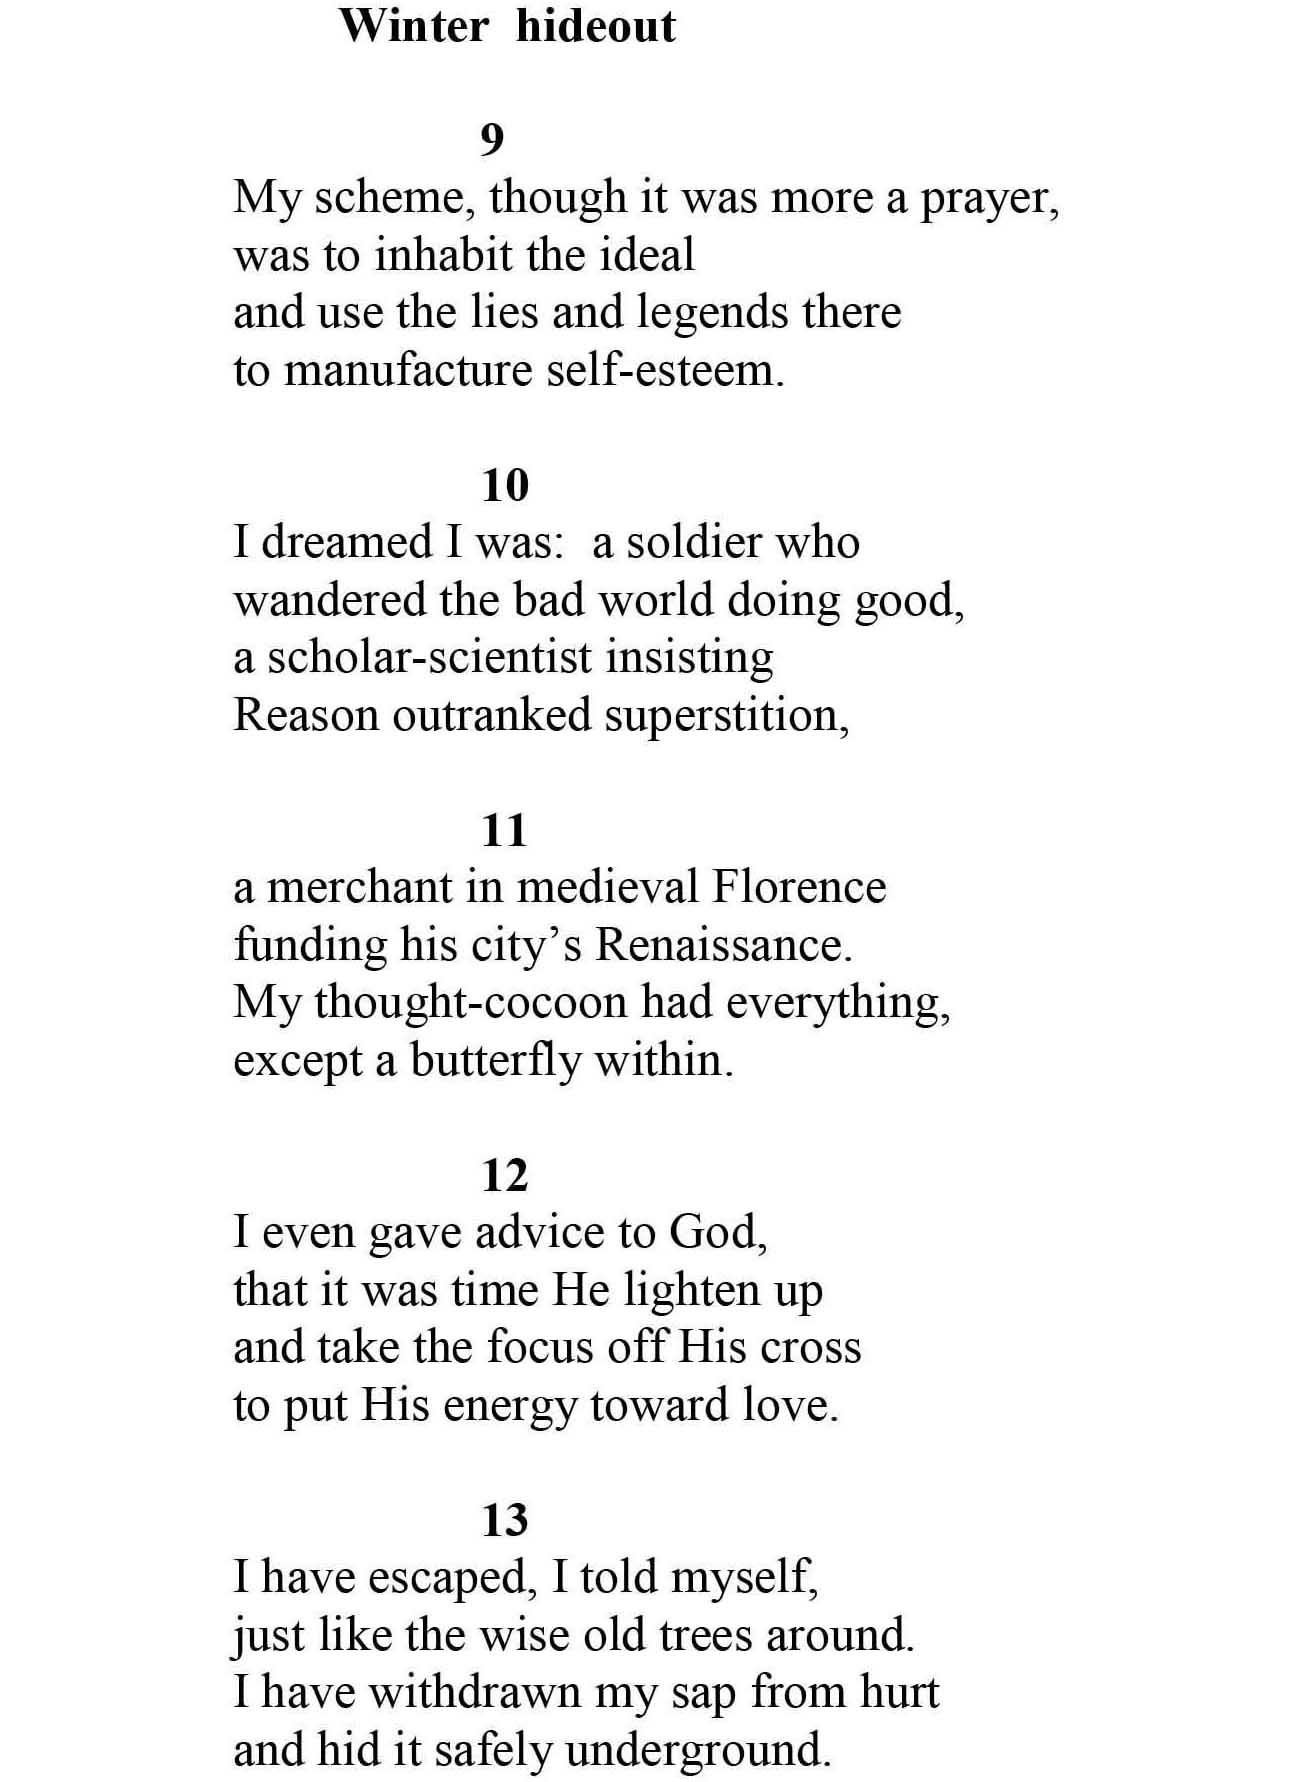 Winter hideout
9
My scheme, though it was more a prayer,
was to inhabit the ideal
and use the lies and legends there
to manufacture self-esteem.
10
I dreamed I was:  a soldier who
wandered the bad world doing good,
a scholar-scientist insisting
Reason outranked superstition,
11
a merchant in medieval Florence
funding his city’s Renaissance.
My thought-cocoon had everything,
except a butterfly within.
12
I even gave advice to God,
that it was time He lighten up
and take the focus off His cross
to put His energy toward love.
13
I have escaped, I told myself,
just like the wise old trees around.
I have withdrawn my sap from hurt
and hid it safely underground.